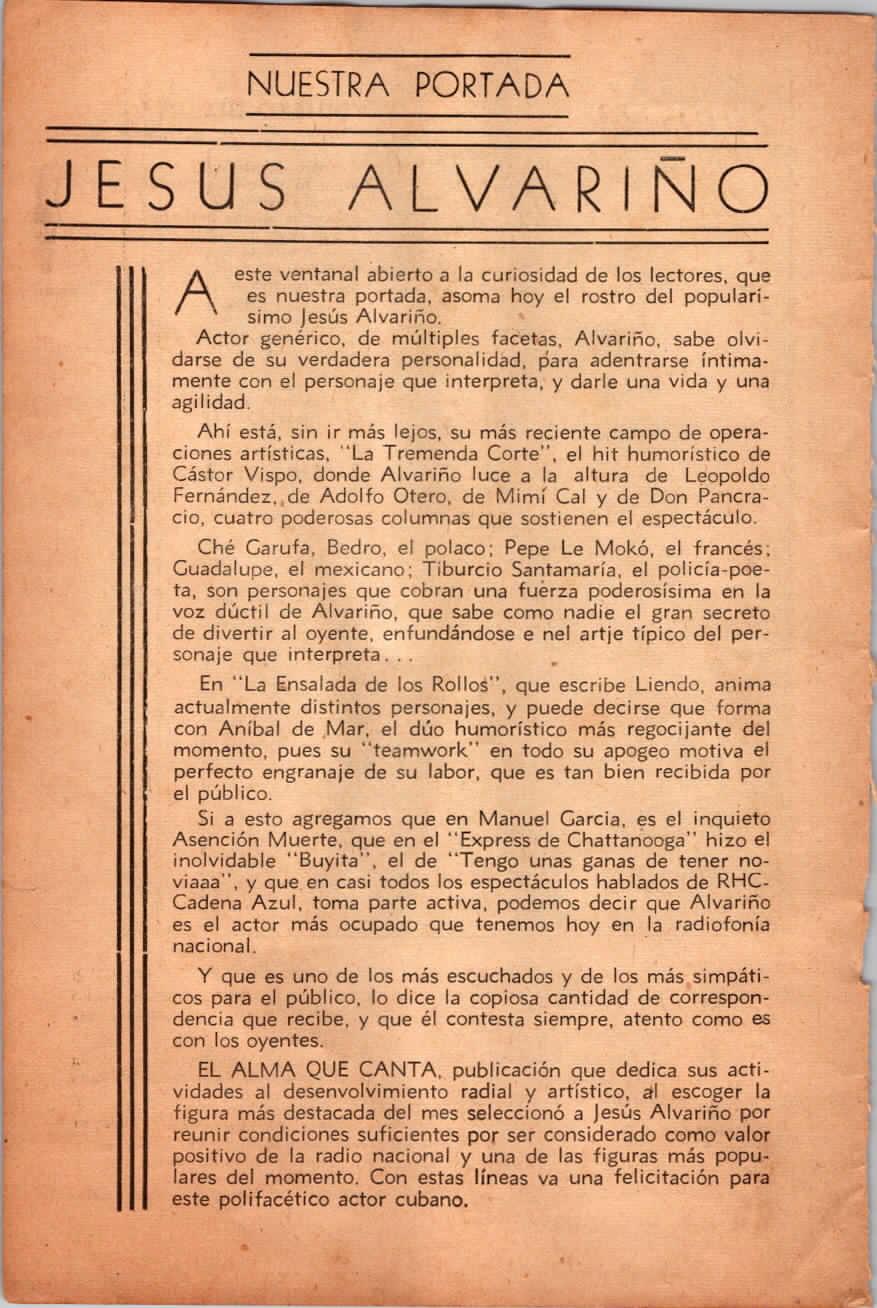 NUESTRA PORTADA
JESUS ALVARIÑO
A este ventanal abierto a la curiosidad de los lectores, que
es nuestra portada, asoma hoy el rostro del popularí-
simo Jesús Alvariño.
Actor genérico, de múltiples facetas, Alvariño, sabe olvi-
darse de su verdadera personalidad, para adentrarse íntima-
mente con el personaje que interpreta, y darle una vida y una
agilidad.
Ahí está, sin ir más lejos, su más reciente campo de opera-
ciones artísticas, "La Tremenda Corte", el hit humorístico de
Cástor Vispo, donde Alvariño luce a la altura de Leopoldo
Fernández, de Adolfo Otero, de Mimí Cal y de Don Pancra-
cio, cuatro poderosas columnas que sostienen el espectáculo.
Ché Garufa, Bedro, el polaco; Pepe Le Mokó, el francés;
Guadalupe, el mexicano; Tiburcio Santamaría, el policía-poe-
ta, son personajes que cobran una fuerza poderosísima en la
voz dúctil de Alvariño, que sabe como nadie el gran secreto
de divertir al oyente, enfundándose e nel artje típico del per-
sonaje que interpreta...
En "La Ensalada de los Rollos", que escribe Liendo, anima
actualmente distintos personajes, y puede decirse que forma
con Aníbal de Mar, el dúo humorístico más regocijante del
momento, pues su "teamwork" en todo su apogeo motiva el
perfecto engranaje de su labor, que es tan bien recibida por
el público.
Si a esto agregamos que en Manuel Garcia, es el inquieto
Asención Muerte, que en el "Express de Chattanooga" hizo el
inolvidable "Buyita", el de "Tengo unas ganas de tener no-
viaaa", y que en casi todos los espectáculos hablados de RHC-
Cadena Azul, toma parte activa, podemos decir que Alvariño
es el actor más ocupado que tenemos hoy en la radiofonía
nacional.
Y que es uno de los más escuchados y de los más simpáti-
cos para el público, lo dice la copiosa cantidad de correspon-
dencia que recibe, y que él contesta siempre, atento como es
con los oyentes.
EL ALMA QUE CANTA, publicación que dedica sus acti-
vidades al desenvolvimiento radial y artístico, al escoger la
figura más destacada del mes seleccionó a Jesús Alvariño por
reunir condiciones suficientes por ser considerado como valor
positivo de la radio nacional y una de las figuras más popu-
lares del momento. Con estas líneas va una felicitación para
este polifacético actor cubano.